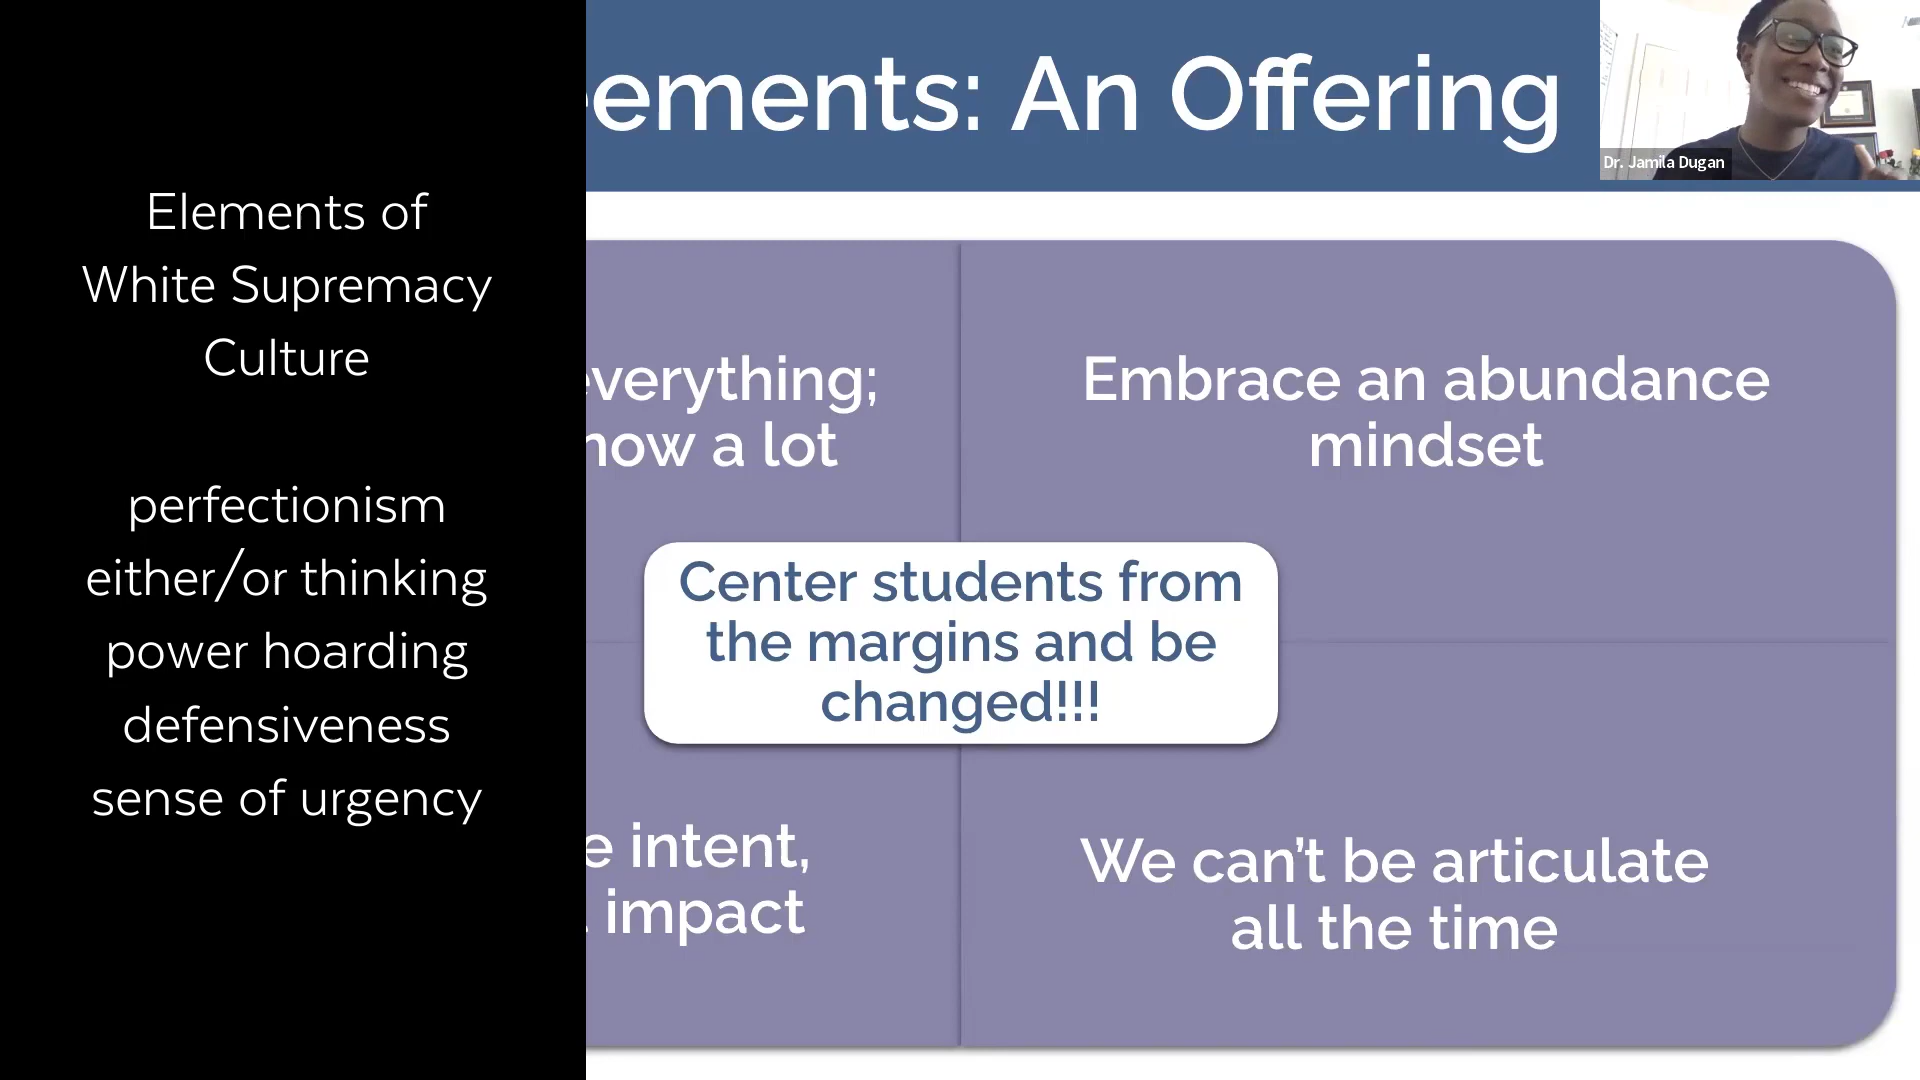 Elements of
White Supremacy
Culture
perfectionism
either/or thinking
power hoarding
defensiveness
sense of urgency
ements: An Offering
Dr. Jamila Dugan
everything;
now a lot
Embrace an abundance
mindset
Center students from
the margins and be
changed!!!
e intent,
impact
We can't be articulate
all the time